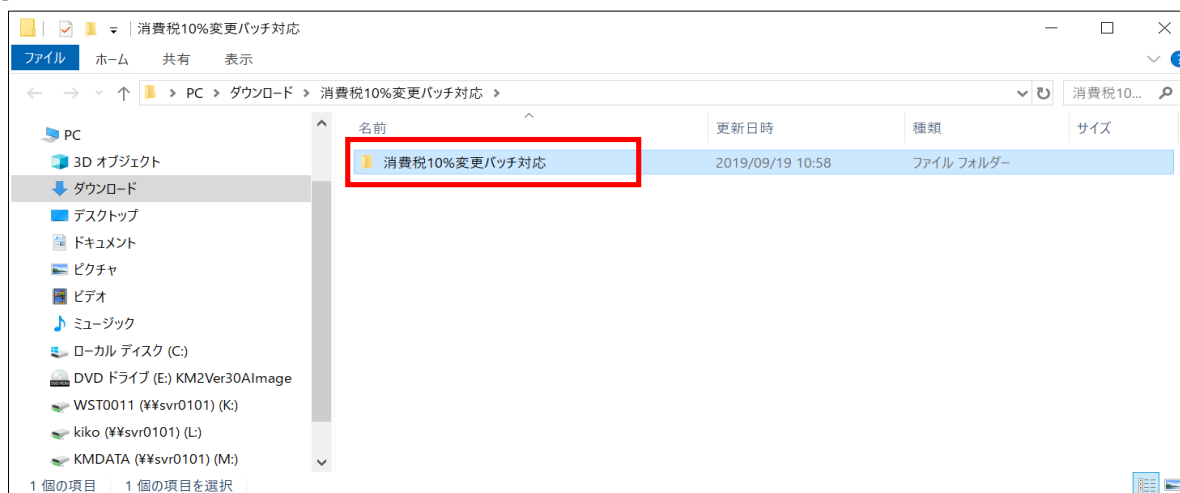 消費税10%変更パッチ対応
ファイル ホーム 共有 表示
PC > ダウンロード > 消費税10%変更パッチ対応 > 消費税10...
PC
3D オブジェクト
ダウンロード
デスクトップ
ドキュメント
ピクチャ
ビデオ
ミュージック
ローカル ディスク (C:)
DVD ドライブ (E:) KM2Ver30AImage
WST0011 (¥¥svr0101) (K:)
kiko (¥¥svr0101) (L:)
KMDATA (¥¥svr0101) (M:)
名前 更新日時 種類 サイズ
消費税10%変更パッチ対応 2019/09/19 10:58 ファイル フォルダー
1 個の項目 1 個の項目を選択